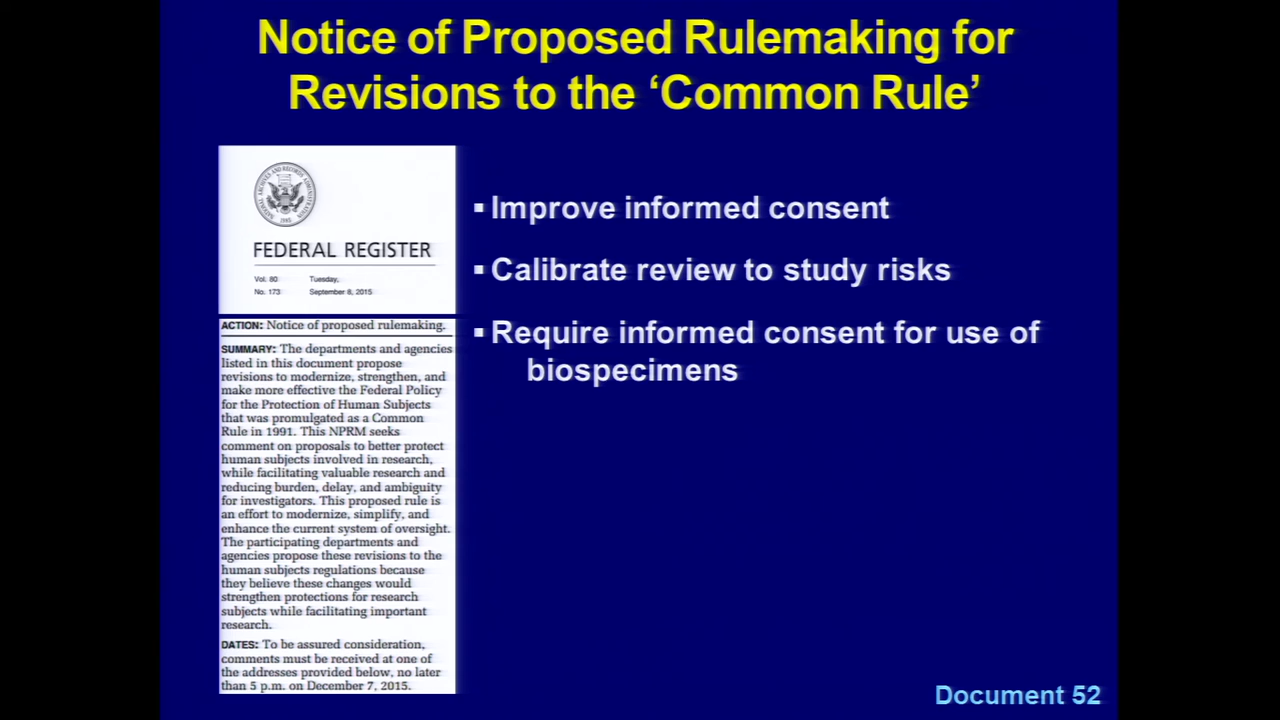 Notice of Proposed Rulemaking for
Revisions to the ‘Common Rule’
FEDERAL REGISTER
Vol. 80 Tuesday,
No. 173 September 8, 2015
ACTION: Notice of proposed rulemaking.
SUMMARY: The departments and agencies
listed in this document propose
revisions to modernize, strengthen, and
make more effective the Federal Policy
for the Protection of Human Subjects
that was promulgated as a Common
Rule in 1991. This NPRM seeks
comment on proposals to better protect
human subjects involved in research,
while facilitating valuable research and
reducing burden, delay, and ambiguity
for investigators. This proposed rule is
an effort to modernize, simplify, and
enhance the current system of oversight.
The participating departments and
agencies propose these revisions to the
human subjects regulations because
they believe these changes would
strengthen protections for research
subjects while facilitating important
research.
DATES: To be assured consideration,
comments must be received at one of
the addresses provided below, no later
than 5 p.m. on December 7, 2015.
▪ Improve informed consent
▪ Calibrate review to study risks
▪ Require informed consent for use of
biospecimens
Document 52